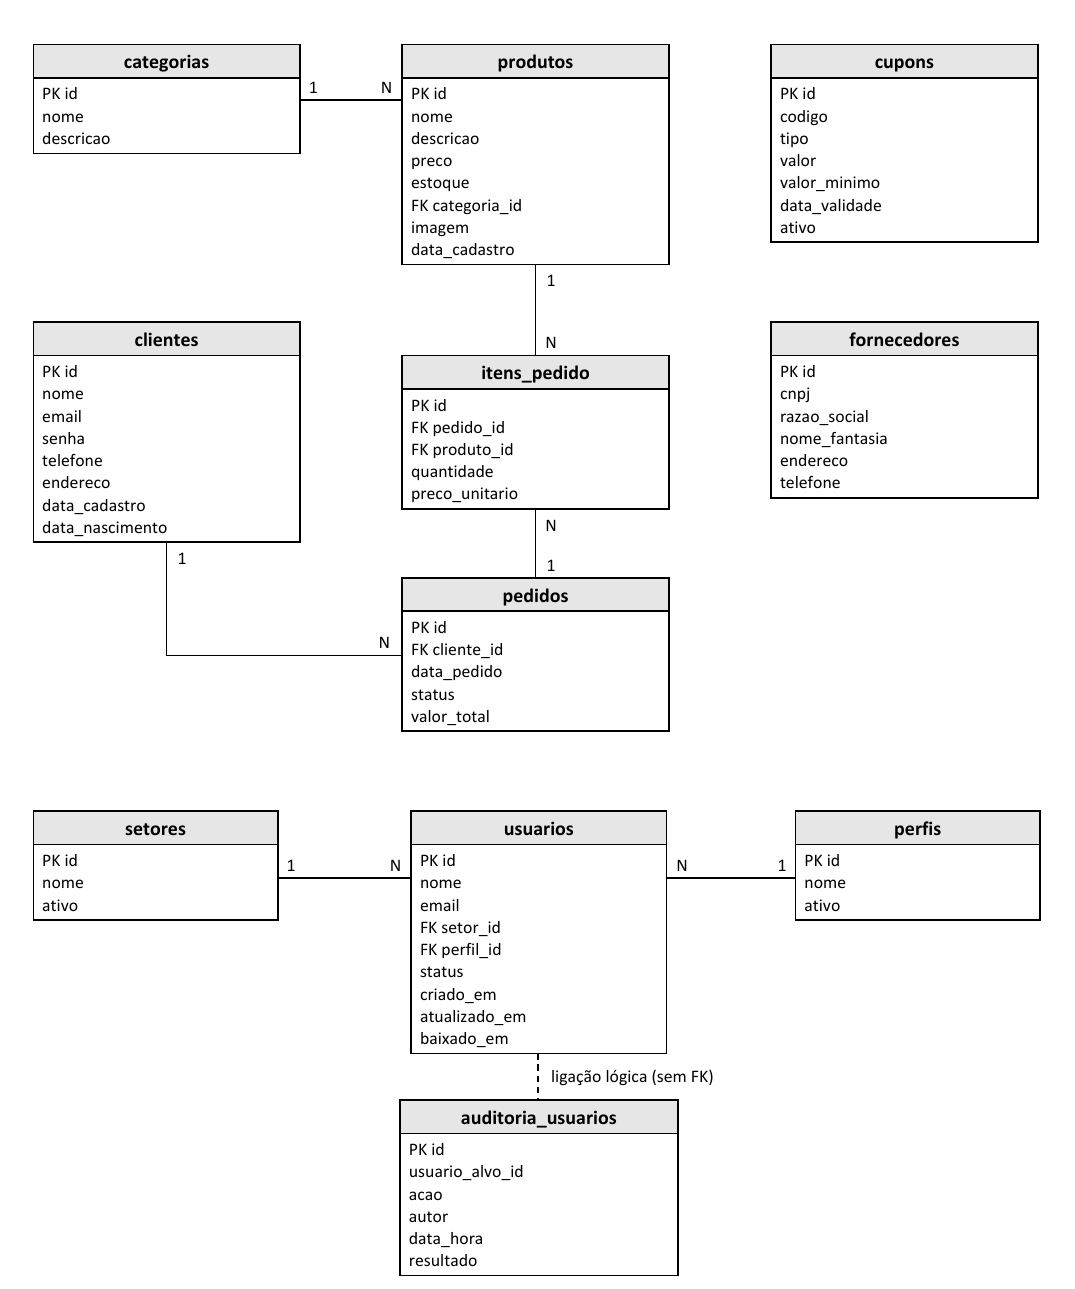 categorias
PK id
nome
descricao
1
N
produtos
PK id
nome
descricao
preco
estoque
FK categoria_id
imagem
data_cadastro
cupons
PK id
codigo
tipo
valor
valor_minimo
data_validade
ativo
1
N
clientes
PK id
nome
email
senha
telefone
endereco
data_cadastro
data_nascimento
itens_pedido
PK id
FK pedido_id
FK produto_id
quantidade
preco_unitario
fornecedores
PK id
cnpj
razao_social
nome_fantasia
endereco
telefone
N
1
1
N
pedidos
PK id
FK cliente_id
data_pedido
status
valor_total
setores
PK id
nome
ativo
1
N
usuarios
PK id
nome
email
FK setor_id
FK perfil_id
status
criado_em
atualizado_em
baixado_em
N
1
perfis
PK id
nome
ativo
ligação lógica (sem FK)
auditoria_usuarios
PK id
usuario_alvo_id
acao
autor
data_hora
resultado